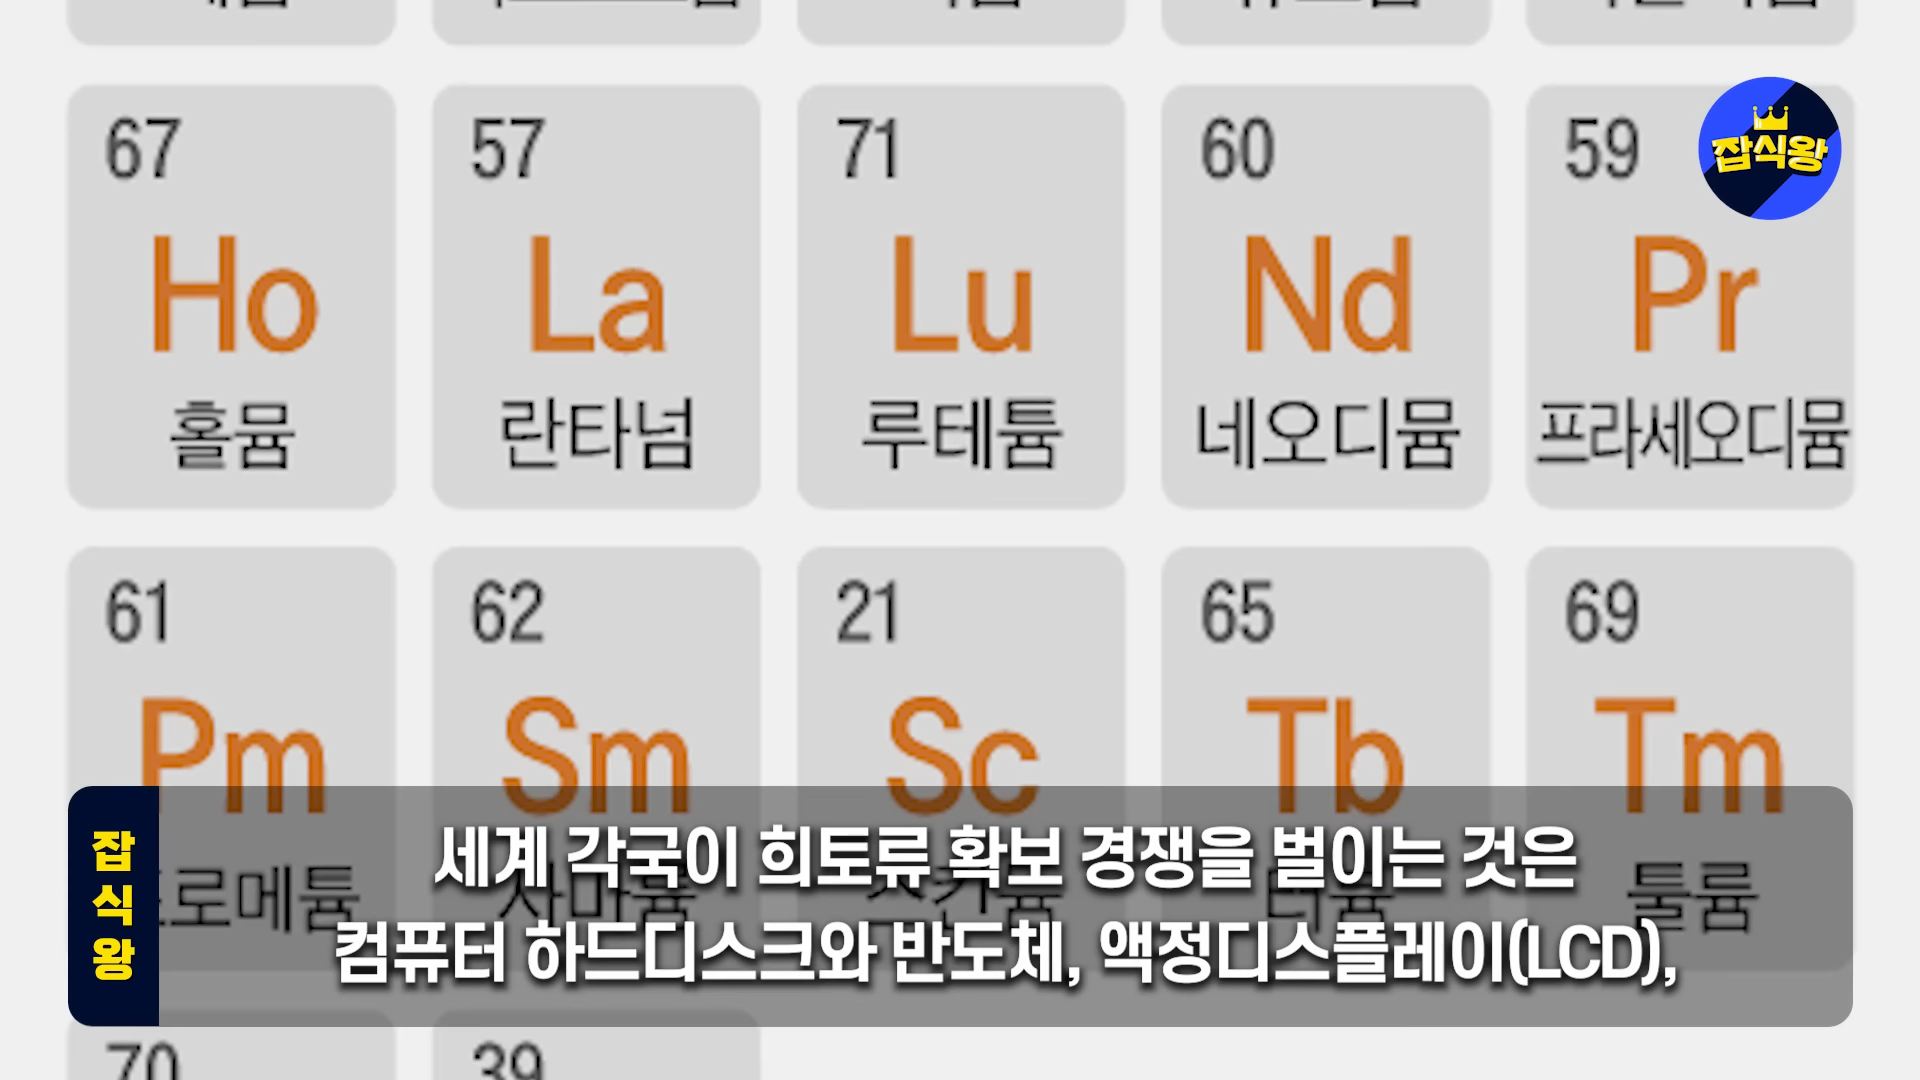 67
57
71
60
59
잡식왕
Ho
La
Lu
Nd
Pr
홀뮴
란타넘
루테튬
네오디뮴
프라세오디뮴
61
62
21
65
69
Pm
Sm
Sc
Tb
Tm
잡식왕
세계 각국이 희토류 확보 경쟁을 벌이는 것은
컴퓨터 하드디스크와 반도체, 액정디스플레이(LCD),
툴륨
70
39